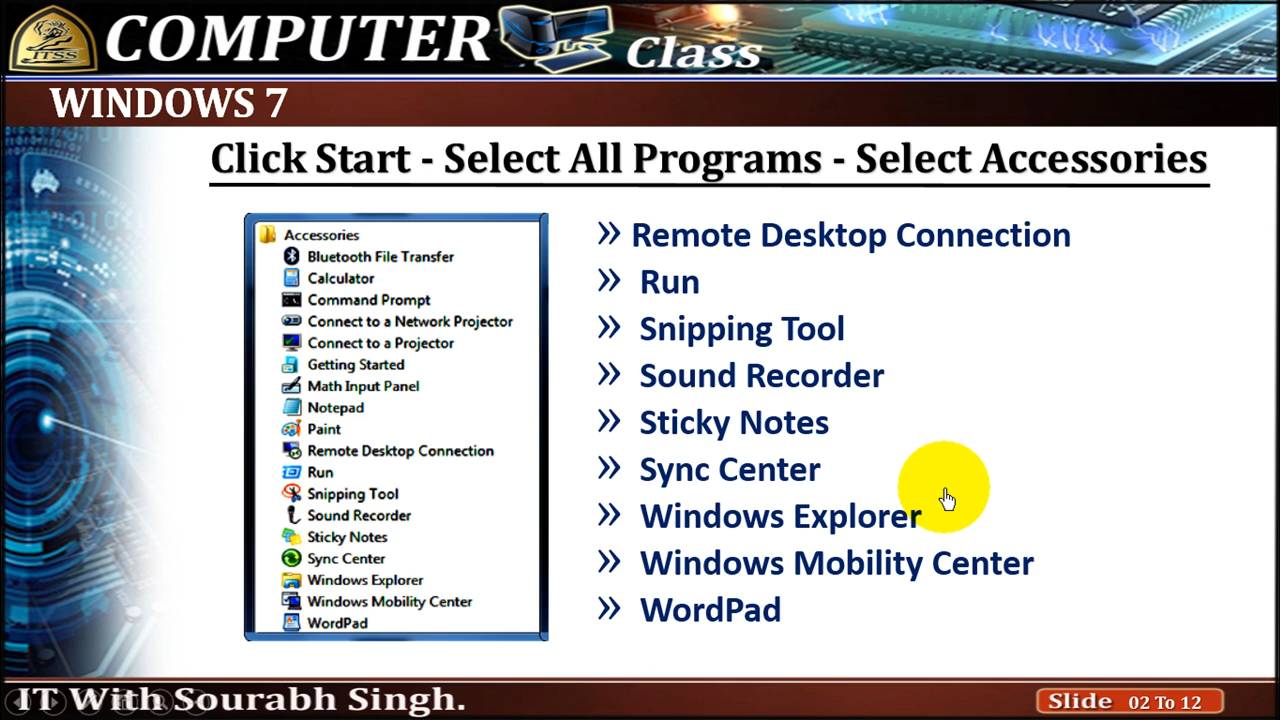 JTSS
COMPUTER
Class
WINDOWS 7
Click Start - Select All Programs - Select Accessories
Accessories
Bluetooth File Transfer
Calculator
Command Prompt
Connect to a Network Projector
Connect to a Projector
Getting Started
Math Input Panel
Notepad
Paint
Remote Desktop Connection
Run
Snipping Tool
Sound Recorder
Sticky Notes
Sync Center
Windows Explorer
Windows Mobility Center
WordPad
» Remote Desktop Connection
» Run
» Snipping Tool
» Sound Recorder
» Sticky Notes
» Sync Center
» Windows Explorer
» Windows Mobility Center
» WordPad
IT With Sourabh Singh.
Slide 02 To 12